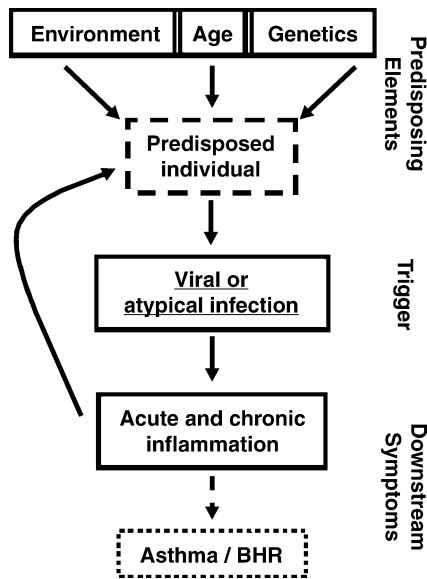 Environment Age Genetics
Predisposing
Elements
Predisposed
individual
Viral or
atypical infection
Trigger
Acute and chronic
inflammation
Downstream
Symptoms
Asthma / BHR